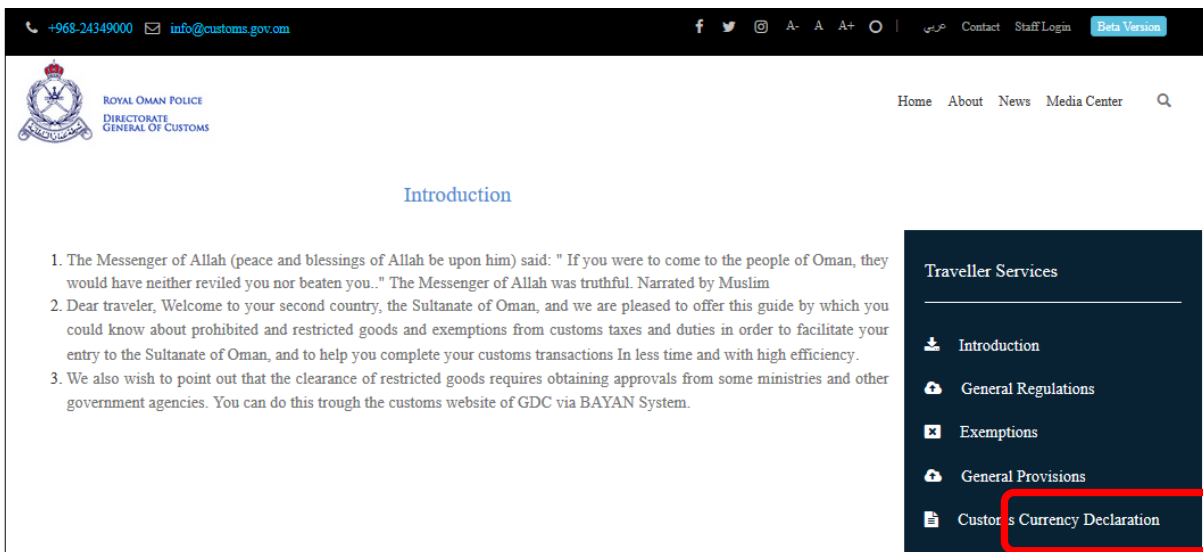 +968-24349000 info@customs.gov.om A- A A+ | عربي Contact Staff Login Beta Version
ROYAL OMAN POLICE
DIRECTORATE
GENERAL OF CUSTOMS
Home About News Media Center
Introduction
1. The Messenger of Allah (peace and blessings of Allah be upon him) said: " If you were to come to the people of Oman, they
would have neither reviled you nor beaten you.." The Messenger of Allah was truthful. Narrated by Muslim
2. Dear traveler, Welcome to your second country, the Sultanate of Oman, and we are pleased to offer this guide by which you
could know about prohibited and restricted goods and exemptions from customs taxes and duties in order to facilitate your
entry to the Sultanate of Oman, and to help you complete your customs transactions In less time and with high efficiency.
3. We also wish to point out that the clearance of restricted goods requires obtaining approvals from some ministries and other
government agencies. You can do this trough the customs website of GDC via BAYAN System.
Traveller Services
Introduction
General Regulations
Exemptions
General Provisions
Customs Currency Declaration